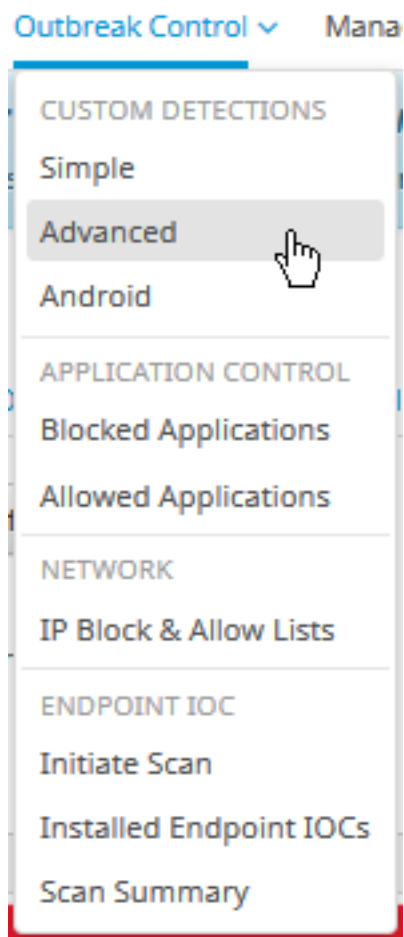 Outbreak Control
CUSTOM DETECTIONS
Simple
Advanced
Android
APPLICATION CONTROL
Blocked Applications
Allowed Applications
NETWORK
IP Block & Allow Lists
ENDPOINT IOC
Initiate Scan
Installed Endpoint IOCs
Scan Summary